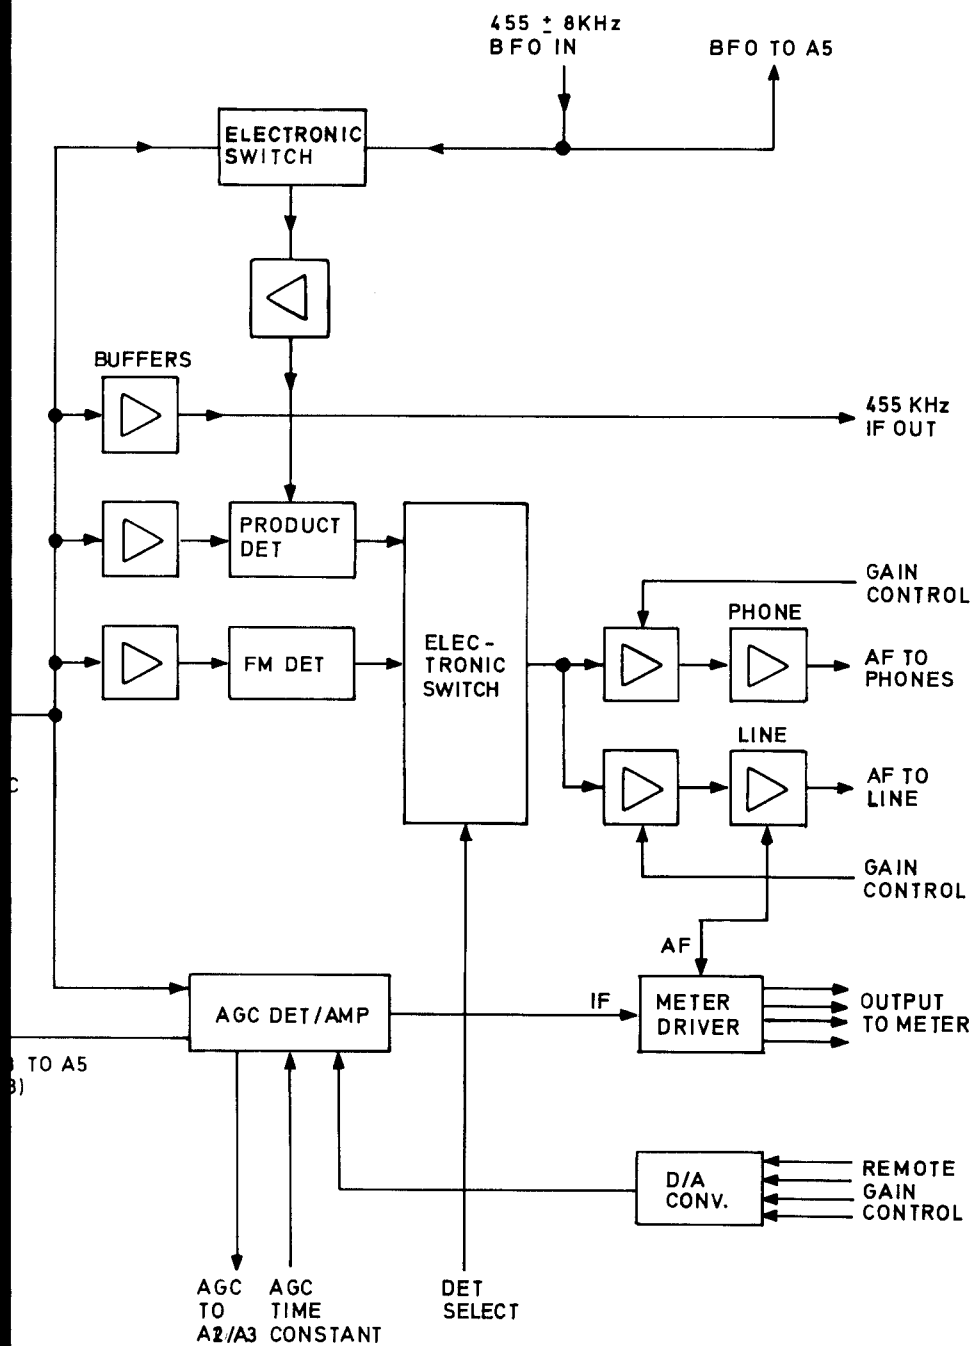 455 ± 8KHz
BFO IN
BFO TO A5
ELECTRONIC
SWITCH
BUFFERS
455 KHz
IF OUT
PRODUCT
DET
GAIN
CONTROL
PHONE
ELEC-
TRONIC
SWITCH
FM DET
AF TO
PHONES
LINE
AF TO
LINE
C
GAIN
CONTROL
AF
AGC DET/AMP
IF
METER
DRIVER
OUTPUT
TO METER
TO A5
D/A
CONV.
REMOTE
GAIN
CONTROL
AGC
TO
A2/A3
AGC
TIME
CONSTANT
DET
SELECT